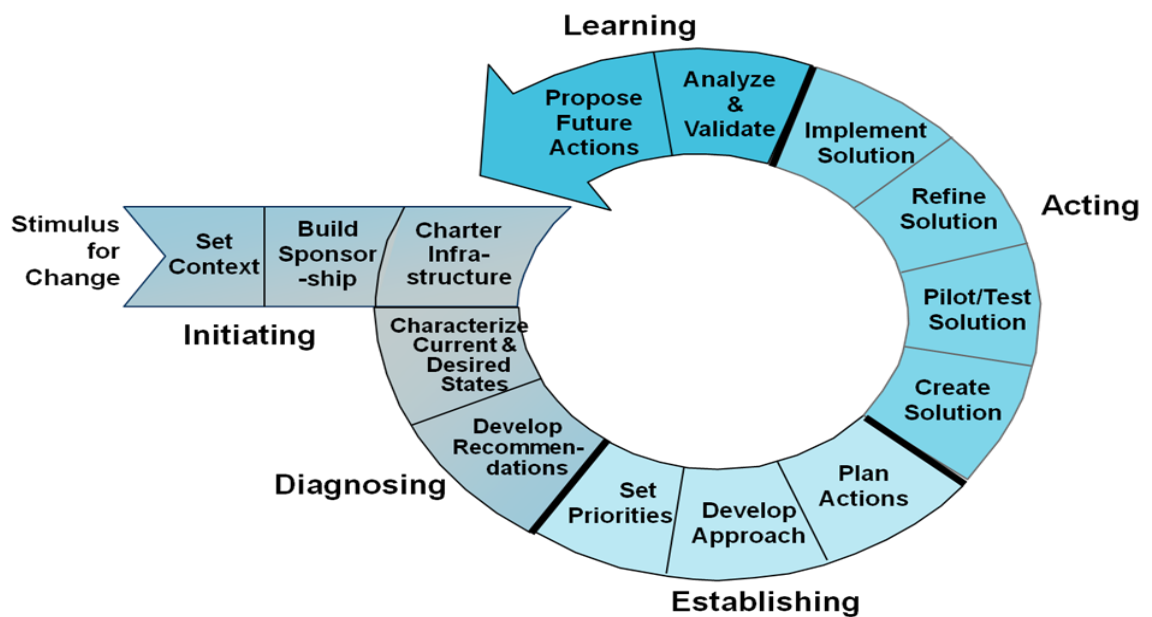 Learning
Propose
Future
Actions
Analyze
&
Validate
Implement
Solution
Refine
Solution
Acting
Pilot/Test
Solution
Create
Solution
Stimulus
for
Change
Set
Context
Build
Sponsor
-ship
Charter
Infra-
structure
Initiating
Characterize
Current &
Desired
States
Develop
Recommen-
dations
Diagnosing
Set
Priorities
Develop
Approach
Plan
Actions
Establishing